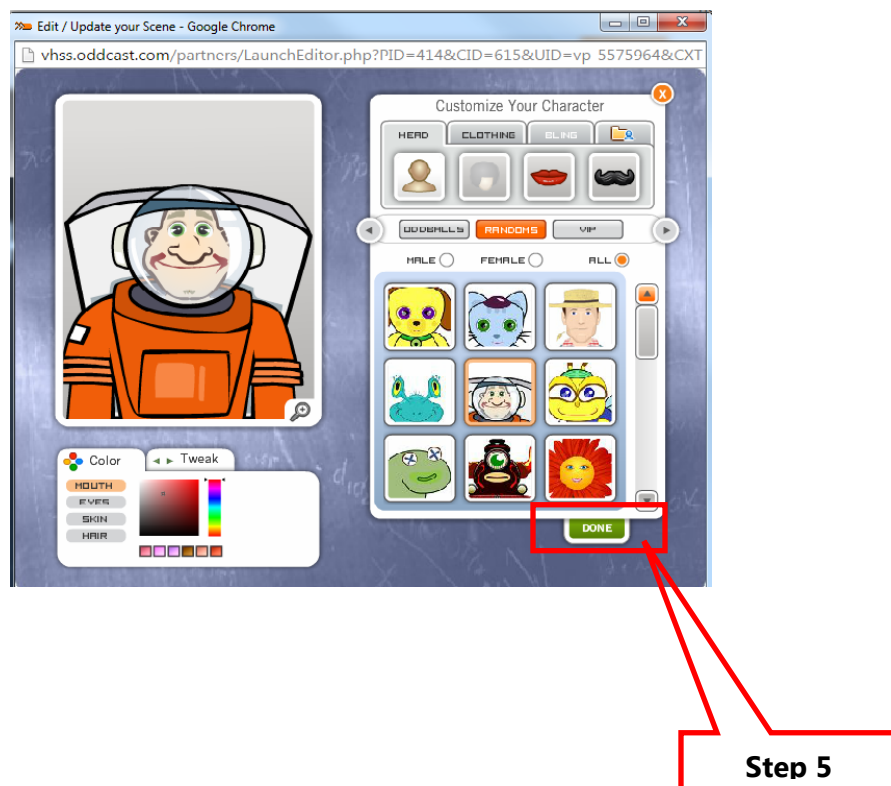 Edit / Update your Scene - Google Chrome
vhss.oddcast.com/partners/LaunchEditor.php?PID=414&CID=615&UID=vp_5575964&CXT
Customize Your Character
HEAD CLOTHING BLING
ODDBALLS RANDOMS VIP
MALE FEMALE ALL
Color Tweak
MOUTH
EYES
SKIN
HAIR
DONE
Step 5